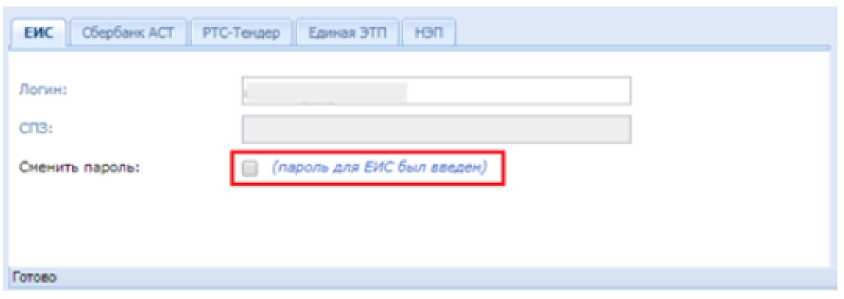 ЕИС Сбербанк АСТ РТС-Тендер Единая ЭТП НЭП
Логин:
СПЗ:
Сменить пароль: (пароль для ЕИС был введен)
Готово